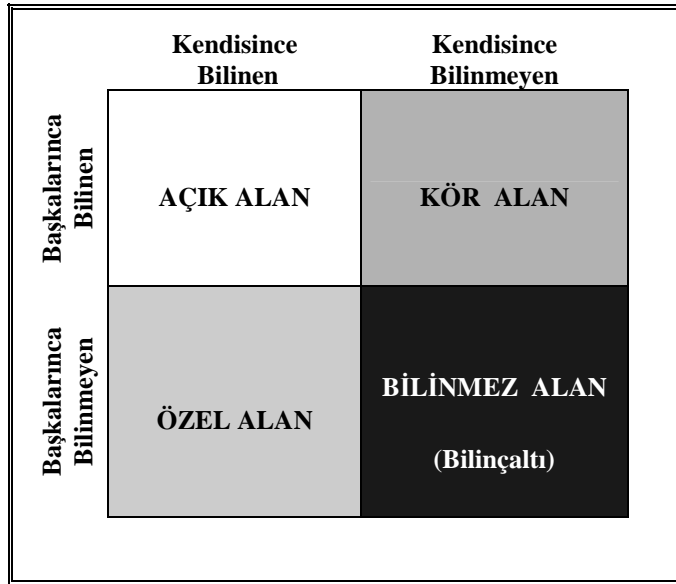 Kendisince
Bilinen
Kendisince
Bilinmeyen
Başkalarınca
Bilinen
AÇIK ALAN
KÖR ALAN
Başkalarınca
Bilinmeyen
ÖZEL ALAN
BİLİNMEZ ALAN
(Bilinçaltı)